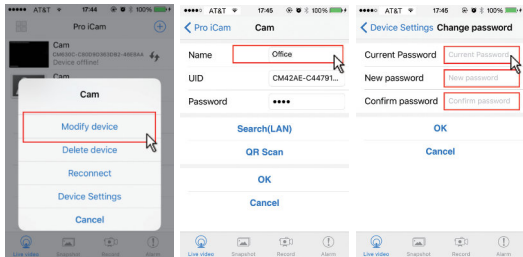 AT&T 17:44 100%
Pro iCam
Cam
Device offline!
Cam
Cam
Modify device
Delete device
Reconnect
Device Settings
Cancel
Live video Snapshot Record Alarm
AT&T 17:45 100%
Pro iCam Cam
Name Office
UID CM42AE-C44791...
Password ••••
Search(LAN)
QR Scan
OK
Cancel
Live video Snapshot Record Alarm
AT&T 17:45 100%
Device Settings Change password
Current Password Current Password
New password New password
Confirm password Confirm password
OK
Cancel
Live video Snapshot Record Alarm